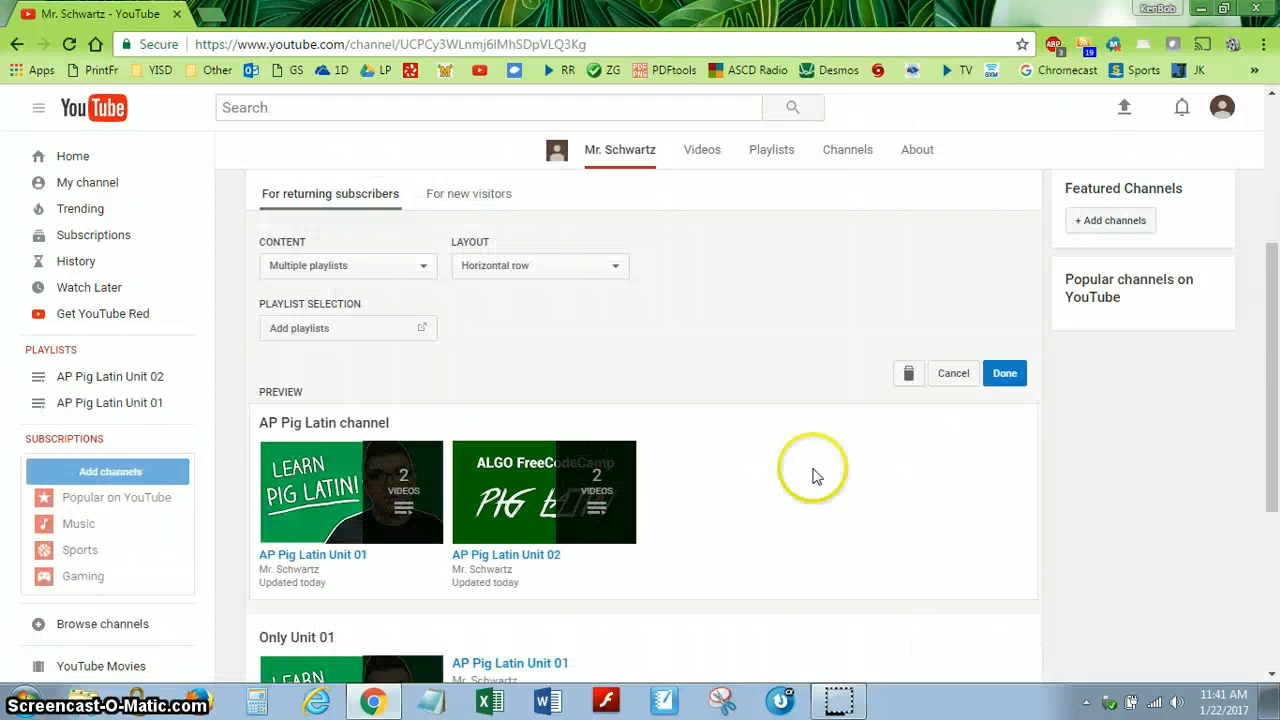 Mr. Schwartz - YouTube
KenBob
Secure https://www.youtube.com/channel/UCPCy3WLnmj6IMhSDpVLQ3Kg
Apps PrintFr YISD Other GS 1D LP RR ZG PDFtools ASCD Radio Desmos TV Chromecast Sports JK »
YouTube
Search
Home
My channel
Trending
Subscriptions
History
Watch Later
Get YouTube Red
PLAYLISTS
AP Pig Latin Unit 02
AP Pig Latin Unit 01
SUBSCRIPTIONS
Add channels
Popular on YouTube
Music
Sports
Gaming
Browse channels
YouTube Movies
Mr. Schwartz Videos Playlists Channels About
For returning subscribers For new visitors
CONTENT LAYOUT
Multiple playlists Horizontal row
PLAYLIST SELECTION
Add playlists
Cancel Done
PREVIEW
AP Pig Latin channel
LEARN
PIG LATIN!
2
VIDEOS
ALGO FreeCodeCamp
PIG LATIN
2
VIDEOS
AP Pig Latin Unit 01
Mr. Schwartz
Updated today
AP Pig Latin Unit 02
Mr. Schwartz
Updated today
Only Unit 01
LEARN
AP Pig Latin Unit 01
Mr. Schwartz
Featured Channels
+ Add channels
Popular channels on
YouTube
Screencast-O-Matic.com
11:41 AM
1/22/2017